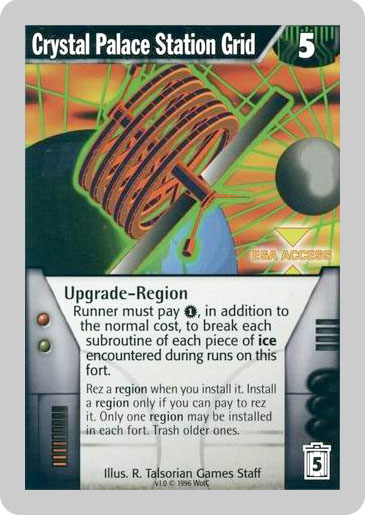 Crystal Palace Station Grid 5
ESA ACCESS
Upgrade-Region
Runner must pay 1, in addition to
the normal cost, to break each
subroutine of each piece of ice
encountered during runs on this
fort.
Rez a region when you install it. Install
a region only if you can pay to rez
it. Only one region may be installed
in each fort. Trash older ones.
5
Illus. R. Talsorian Games Staff
v1.0 © 1996 WotC